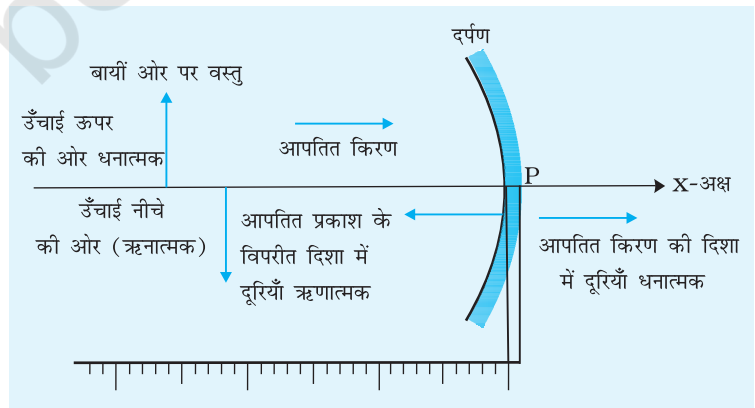 दर्पण
बायीं ओर पर वस्तु
उँचाई ऊपर
की ओर धनात्मक
आपतित किरण
P
x-अक्ष
उँचाई नीचे
की ओर (ऋनात्मक)
आपतित प्रकाश के
विपरीत दिशा में
दूरियाँ ऋणात्मक
आपतित किरण की दिशा
में दूरियाँ धनात्मक